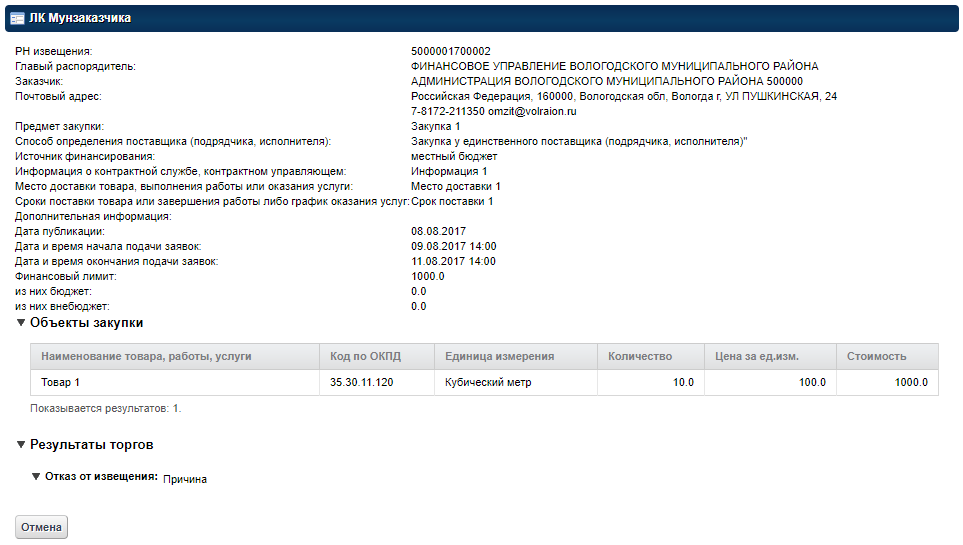 ЛК Мунзаказчика
РН извещения: 5000001700002
Главый распорядитель: ФИНАНСОВОЕ УПРАВЛЕНИЕ ВОЛОГОДСКОГО МУНИЦИПАЛЬНОГО РАЙОНА
Заказчик: АДМИНИСТРАЦИЯ ВОЛОГОДСКОГО МУНИЦИПАЛЬНОГО РАЙОНА 500000
Почтовый адрес: Российская Федерация, 160000, Вологодская обл, Вологда г, УЛ ПУШКИНСКАЯ, 24
7-8172-211350 omzit@volraion.ru
Предмет закупки: Закупка 1
Способ определения поставщика (подрядчика, исполнителя): Закупка у единственного поставщика (подрядчика, исполнителя)"
Источник финансирования: местный бюджет
Информация о контрактной службе, контрактном управляющем: Информация 1
Место доставки товара, выполнения работы или оказания услуги: Место доставки 1
Сроки поставки товара или завершения работы либо график оказания услуг: Срок поставки 1
Дополнительная информация:
Дата публикации: 08.08.2017
Дата и время начала подачи заявок: 09.08.2017 14:00
Дата и время окончания подачи заявок: 11.08.2017 14:00
Финансовый лимит: 1000.0
из них бюджет: 0.0
из них внебюджет: 0.0
Объекты закупки
Наименование товара, работы, услуги Код по ОКПД Единица измерения Количество Цена за ед.изм. Стоимость
Товар 1 35.30.11.120 Кубический метр 10.0 100.0 1000.0
Показывается результатов: 1.
Результаты торгов
Отказ от извещения: Причина
Отмена